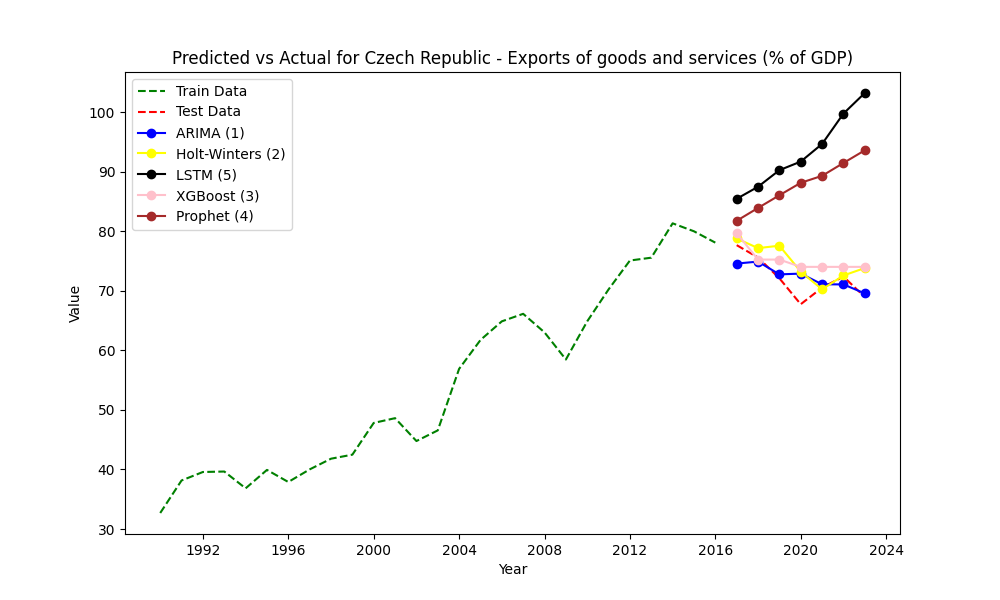 Predicted vs Actual for Czech Republic - Exports of goods and services (% of GDP)
Train Data
Test Data
ARIMA (1)
Holt-Winters (2)
LSTM (5)
XGBoost (3)
Prophet (4)
Value
100
90
80
70
60
50
40
30
1992 1996 2000 2004 2008 2012 2016 2020 2024
Year